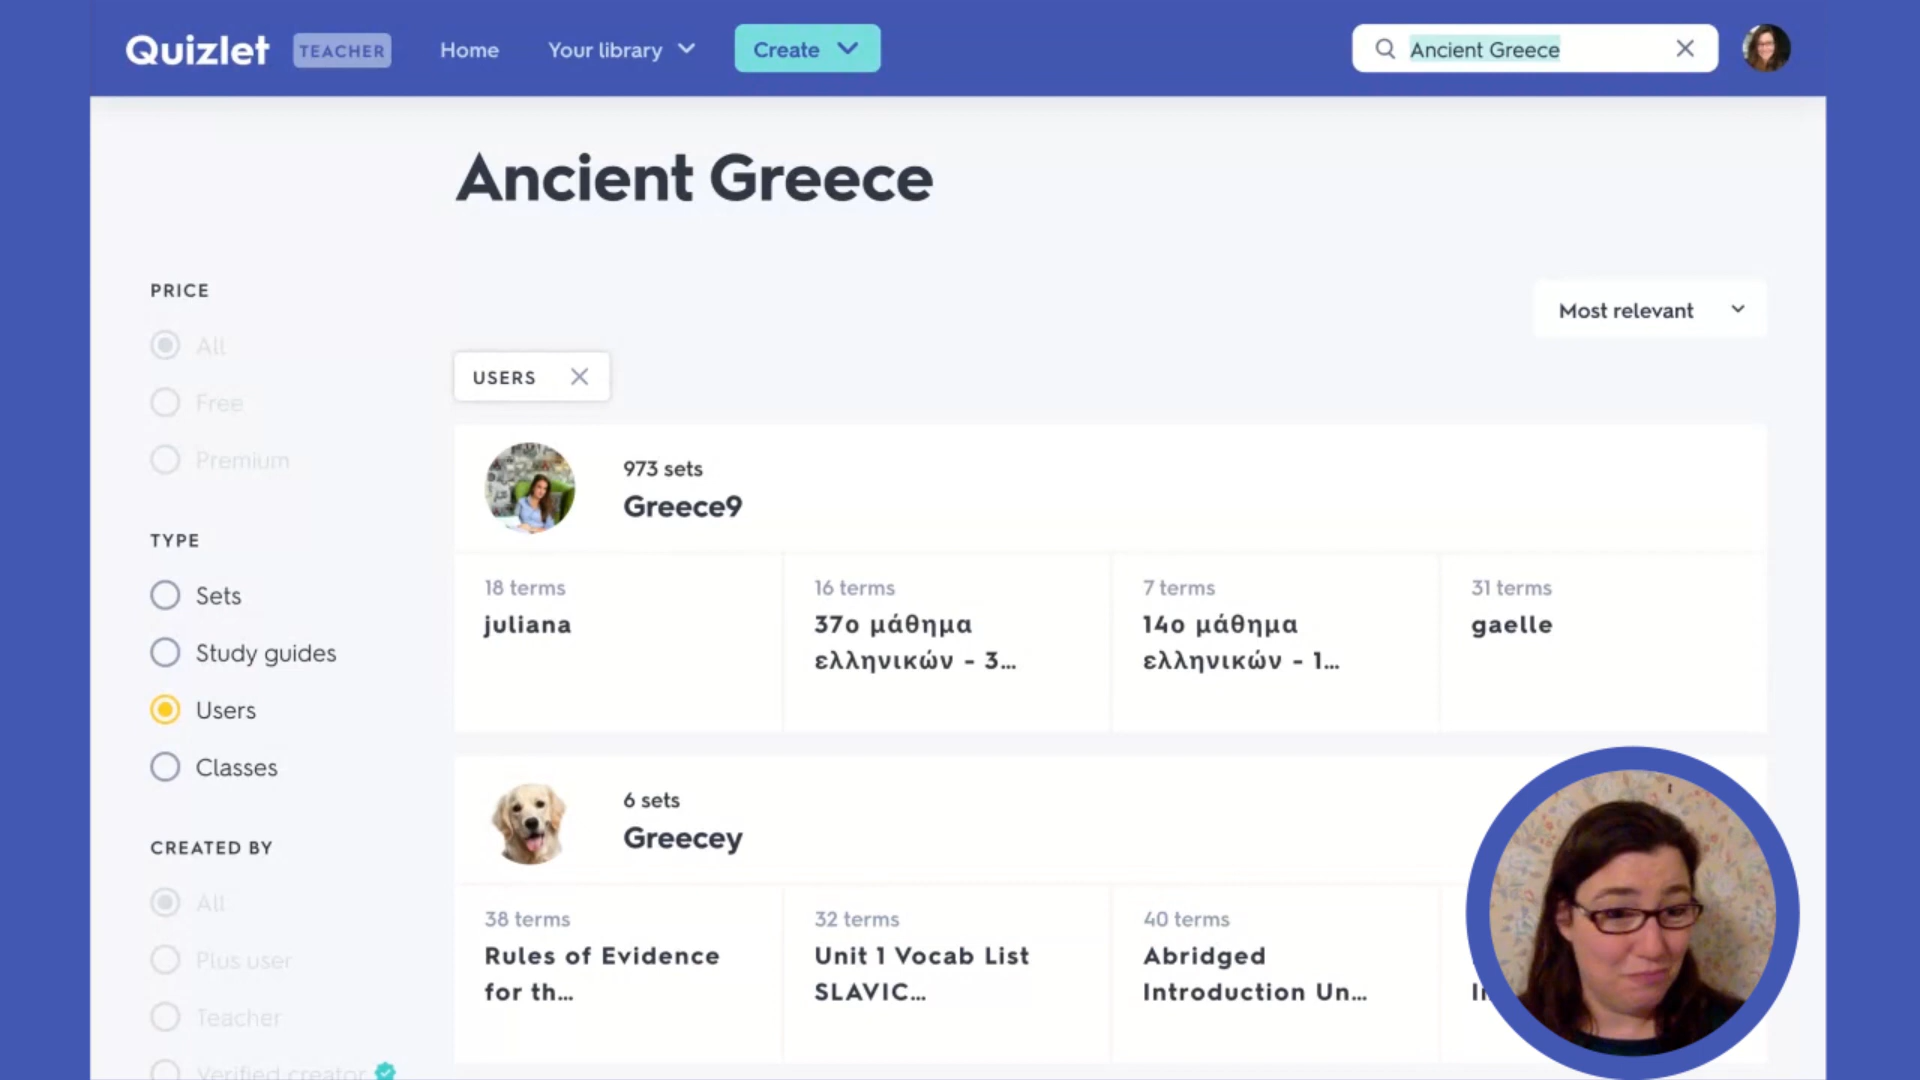 Quizlet TEACHER Home Your library Create Ancient Greece
Ancient Greece
PRICE
All
Free
Premium
Most relevant
USERS
TYPE
Sets
Study guides
Users
Classes
CREATED BY
All
Plus user
Teacher
Verified creator
973 sets
Greece9
18 terms
juliana
16 terms
37ο μάθημα
ελληνικών - 3...
7 terms
14ο μάθημα
ελληνικών - 1...
31 terms
gaelle
6 sets
Greecey
38 terms
Rules of Evidence
for th...
32 terms
Unit 1 Vocab List
SLAVIC...
40 terms
Abridged
Introduction Un...